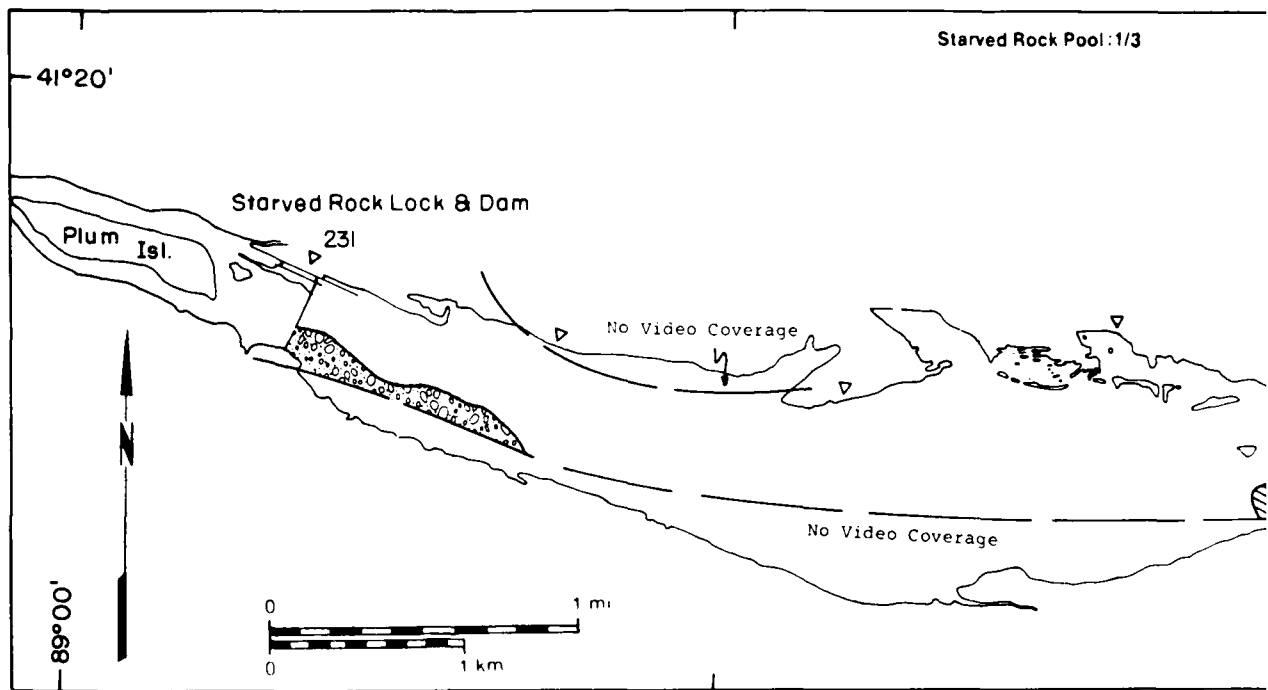 Starved Rock Pool:1/3
41°20'
Starved Rock Lock & Dam
231
Plum Isl.
No Video Coverage
N
No Video Coverage
89°00'
0 1 mi
0 1 km